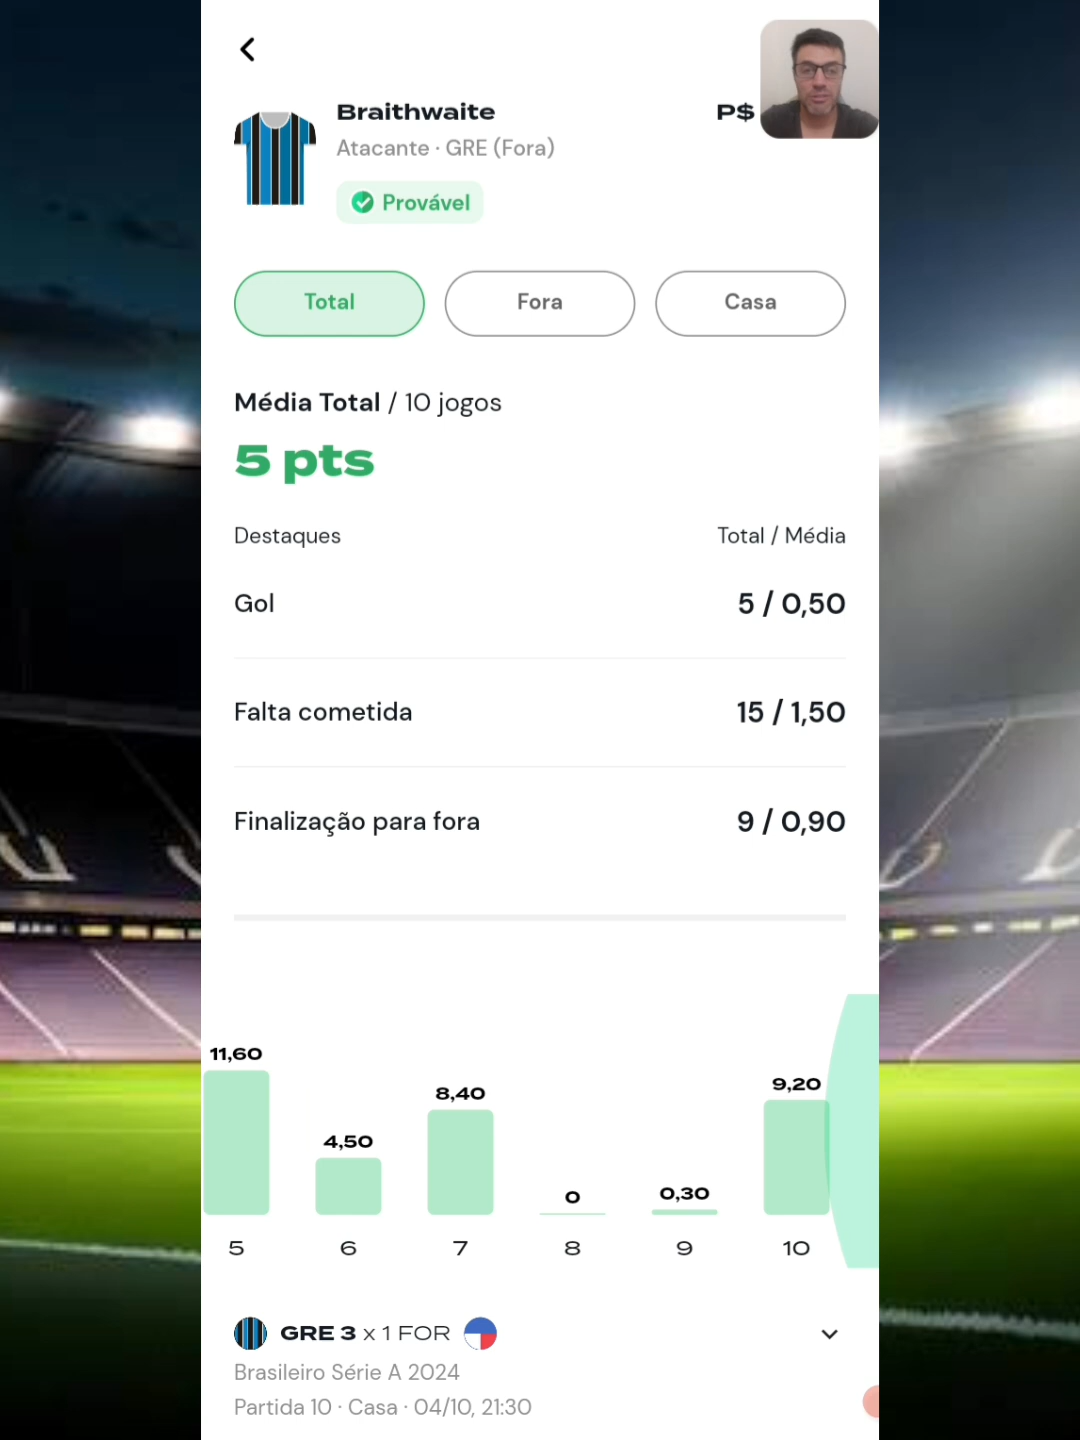 Braithwaite
P$
Atacante · GRE (Fora)
Provável
Total
Fora
Casa
Média Total / 10 jogos
5 pts
Destaques
Total / Média
Gol
5 / 0,50
Falta cometida
15 / 1,50
Finalização para fora
9 / 0,90
11,60
4,50
8,40
0
0,30
9,20
5
6
7
8
9
10
GRE 3 x 1 FOR
Brasileiro Série A 2024
Partida 10 · Casa · 04/10, 21:30